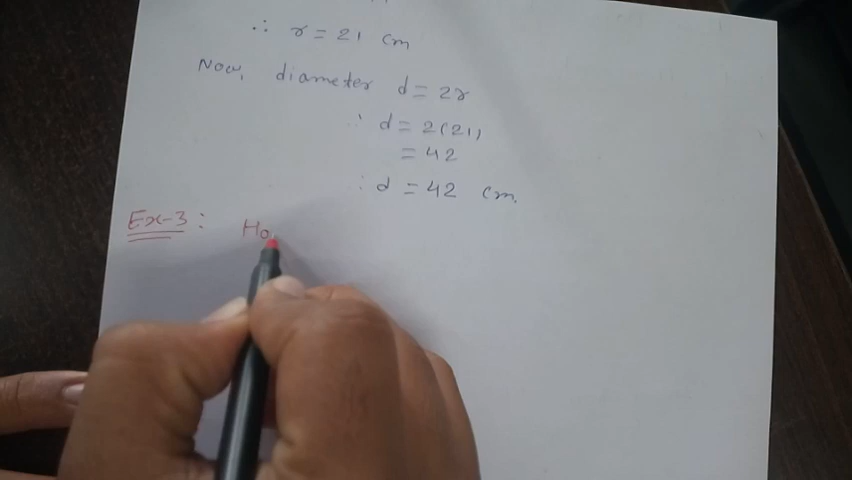 ∴ r = 21 cm
Now, diameter d = 2r
∴ d = 2(21)
= 42
∴ d = 42 cm.
Ex-3 : Ho